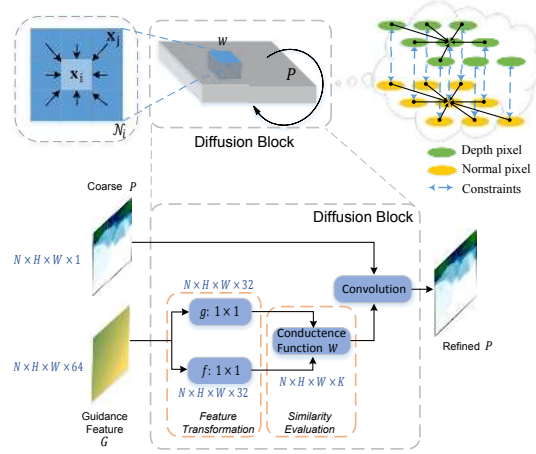 x_j
x_i
N_i
w
P
Diffusion Block
Depth pixel
Normal pixel
Constraints
Coarse P
Diffusion Block
N × H × W × 1
N × H × W × 32
g: 1 × 1
Convolution
Conductence
Function W
Refined P
N × H × W × 64
f: 1 × 1
N × H × W × 32
N × H × W × K
Guidance
Feature
G
Feature
Transformation
Similarity
Evaluation